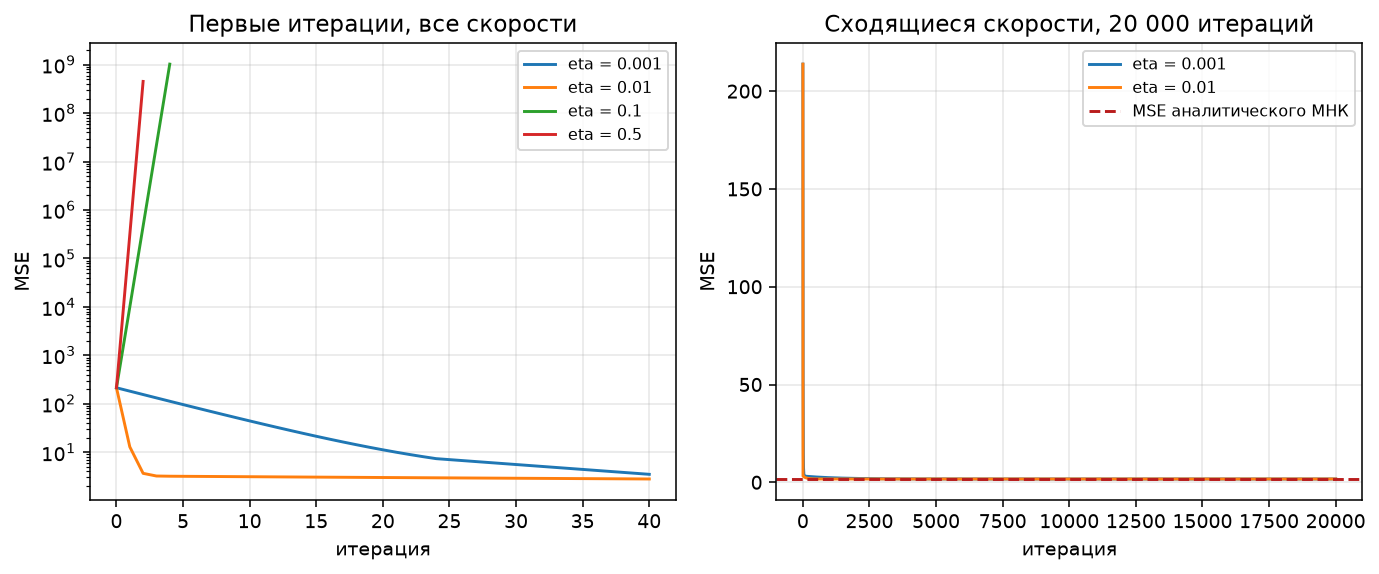 Первые итерации, все скорости
MSE
10^9
10^8
10^7
10^6
10^5
10^4
10^3
10^2
10^1
eta = 0.001
eta = 0.01
eta = 0.1
eta = 0.5
0 5 10 15 20 25 30 35 40
итерация
Сходящиеся скорости, 20 000 итераций
MSE
200
150
100
50
0
eta = 0.001
eta = 0.01
MSE аналитического МНК
0 2500 5000 7500 10000 12500 15000 17500 20000
итерация